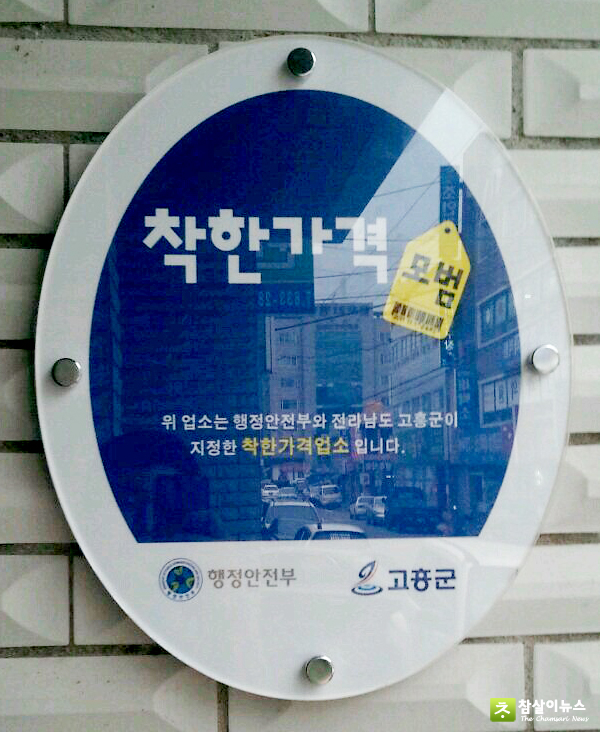 착한가격
모범
위 업소는 행정안전부와 전라남도 고흥군이
지정한 착한가격업소 입니다.
행정안전부
고흥군
참살이뉴스
The Chamsari News